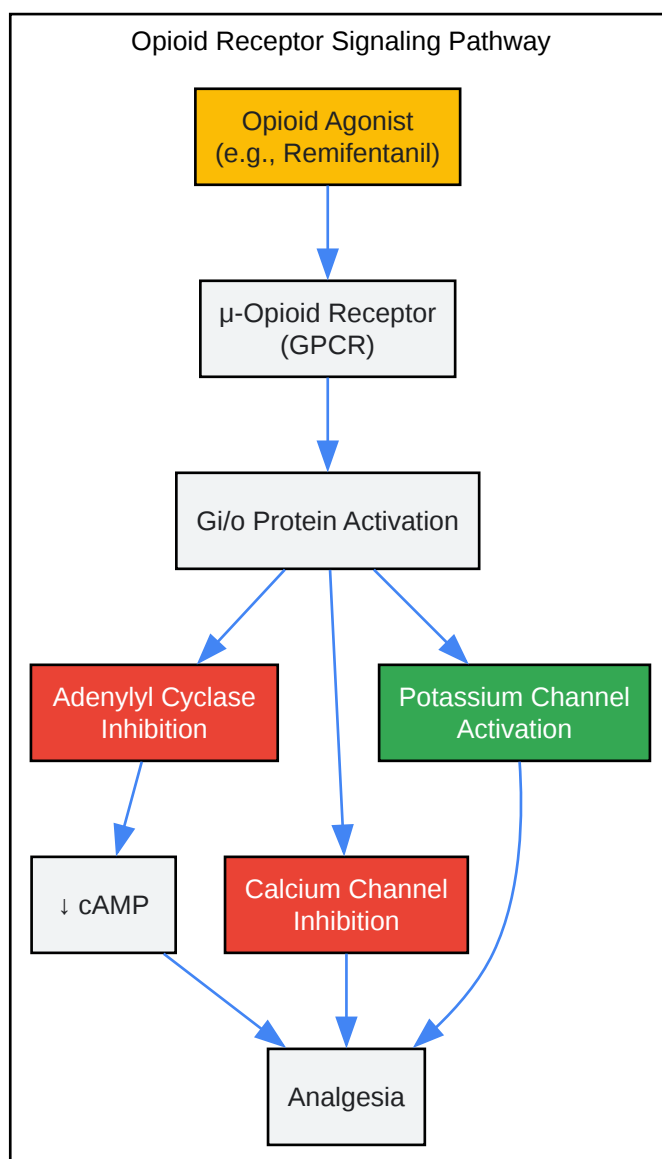 Opioid Receptor Signaling Pathway
Opioid Agonist
(e.g., Remifentanil)
μ-Opioid Receptor
(GPCR)
Gi/o Protein Activation
Adenylyl Cyclase
Inhibition
Potassium Channel
Activation
↓ cAMP
Calcium Channel
Inhibition
Analgesia